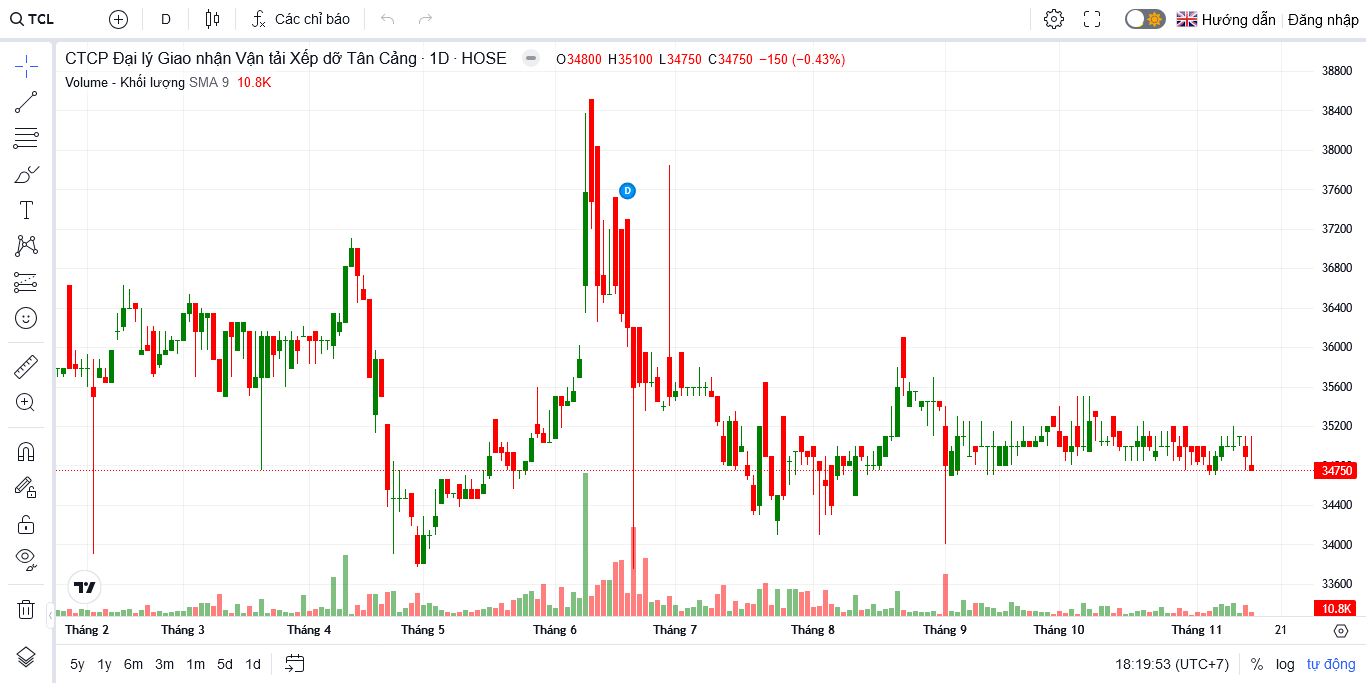 TCL D Các chỉ báo Hướng dẫn Đăng nhập
CTCP Đại lý Giao nhận Vận tải Xếp dỡ Tân Cảng · 1D · HOSE O34800 H35100 L34750 C34750 −150 (−0.43%)
Volume - Khối lượng SMA 9 10.8K
38800
38400
38000
D
37600
37200
36800
36400
36000
35600
35200
34750
34400
34000
33600
10.8K
Tháng 2 Tháng 3 Tháng 4 Tháng 5 Tháng 6 Tháng 7 Tháng 8 Tháng 9 Tháng 10 Tháng 11 21
5y 1y 6m 3m 1m 5d 1d 18:19:53 (UTC+7) % log tự động